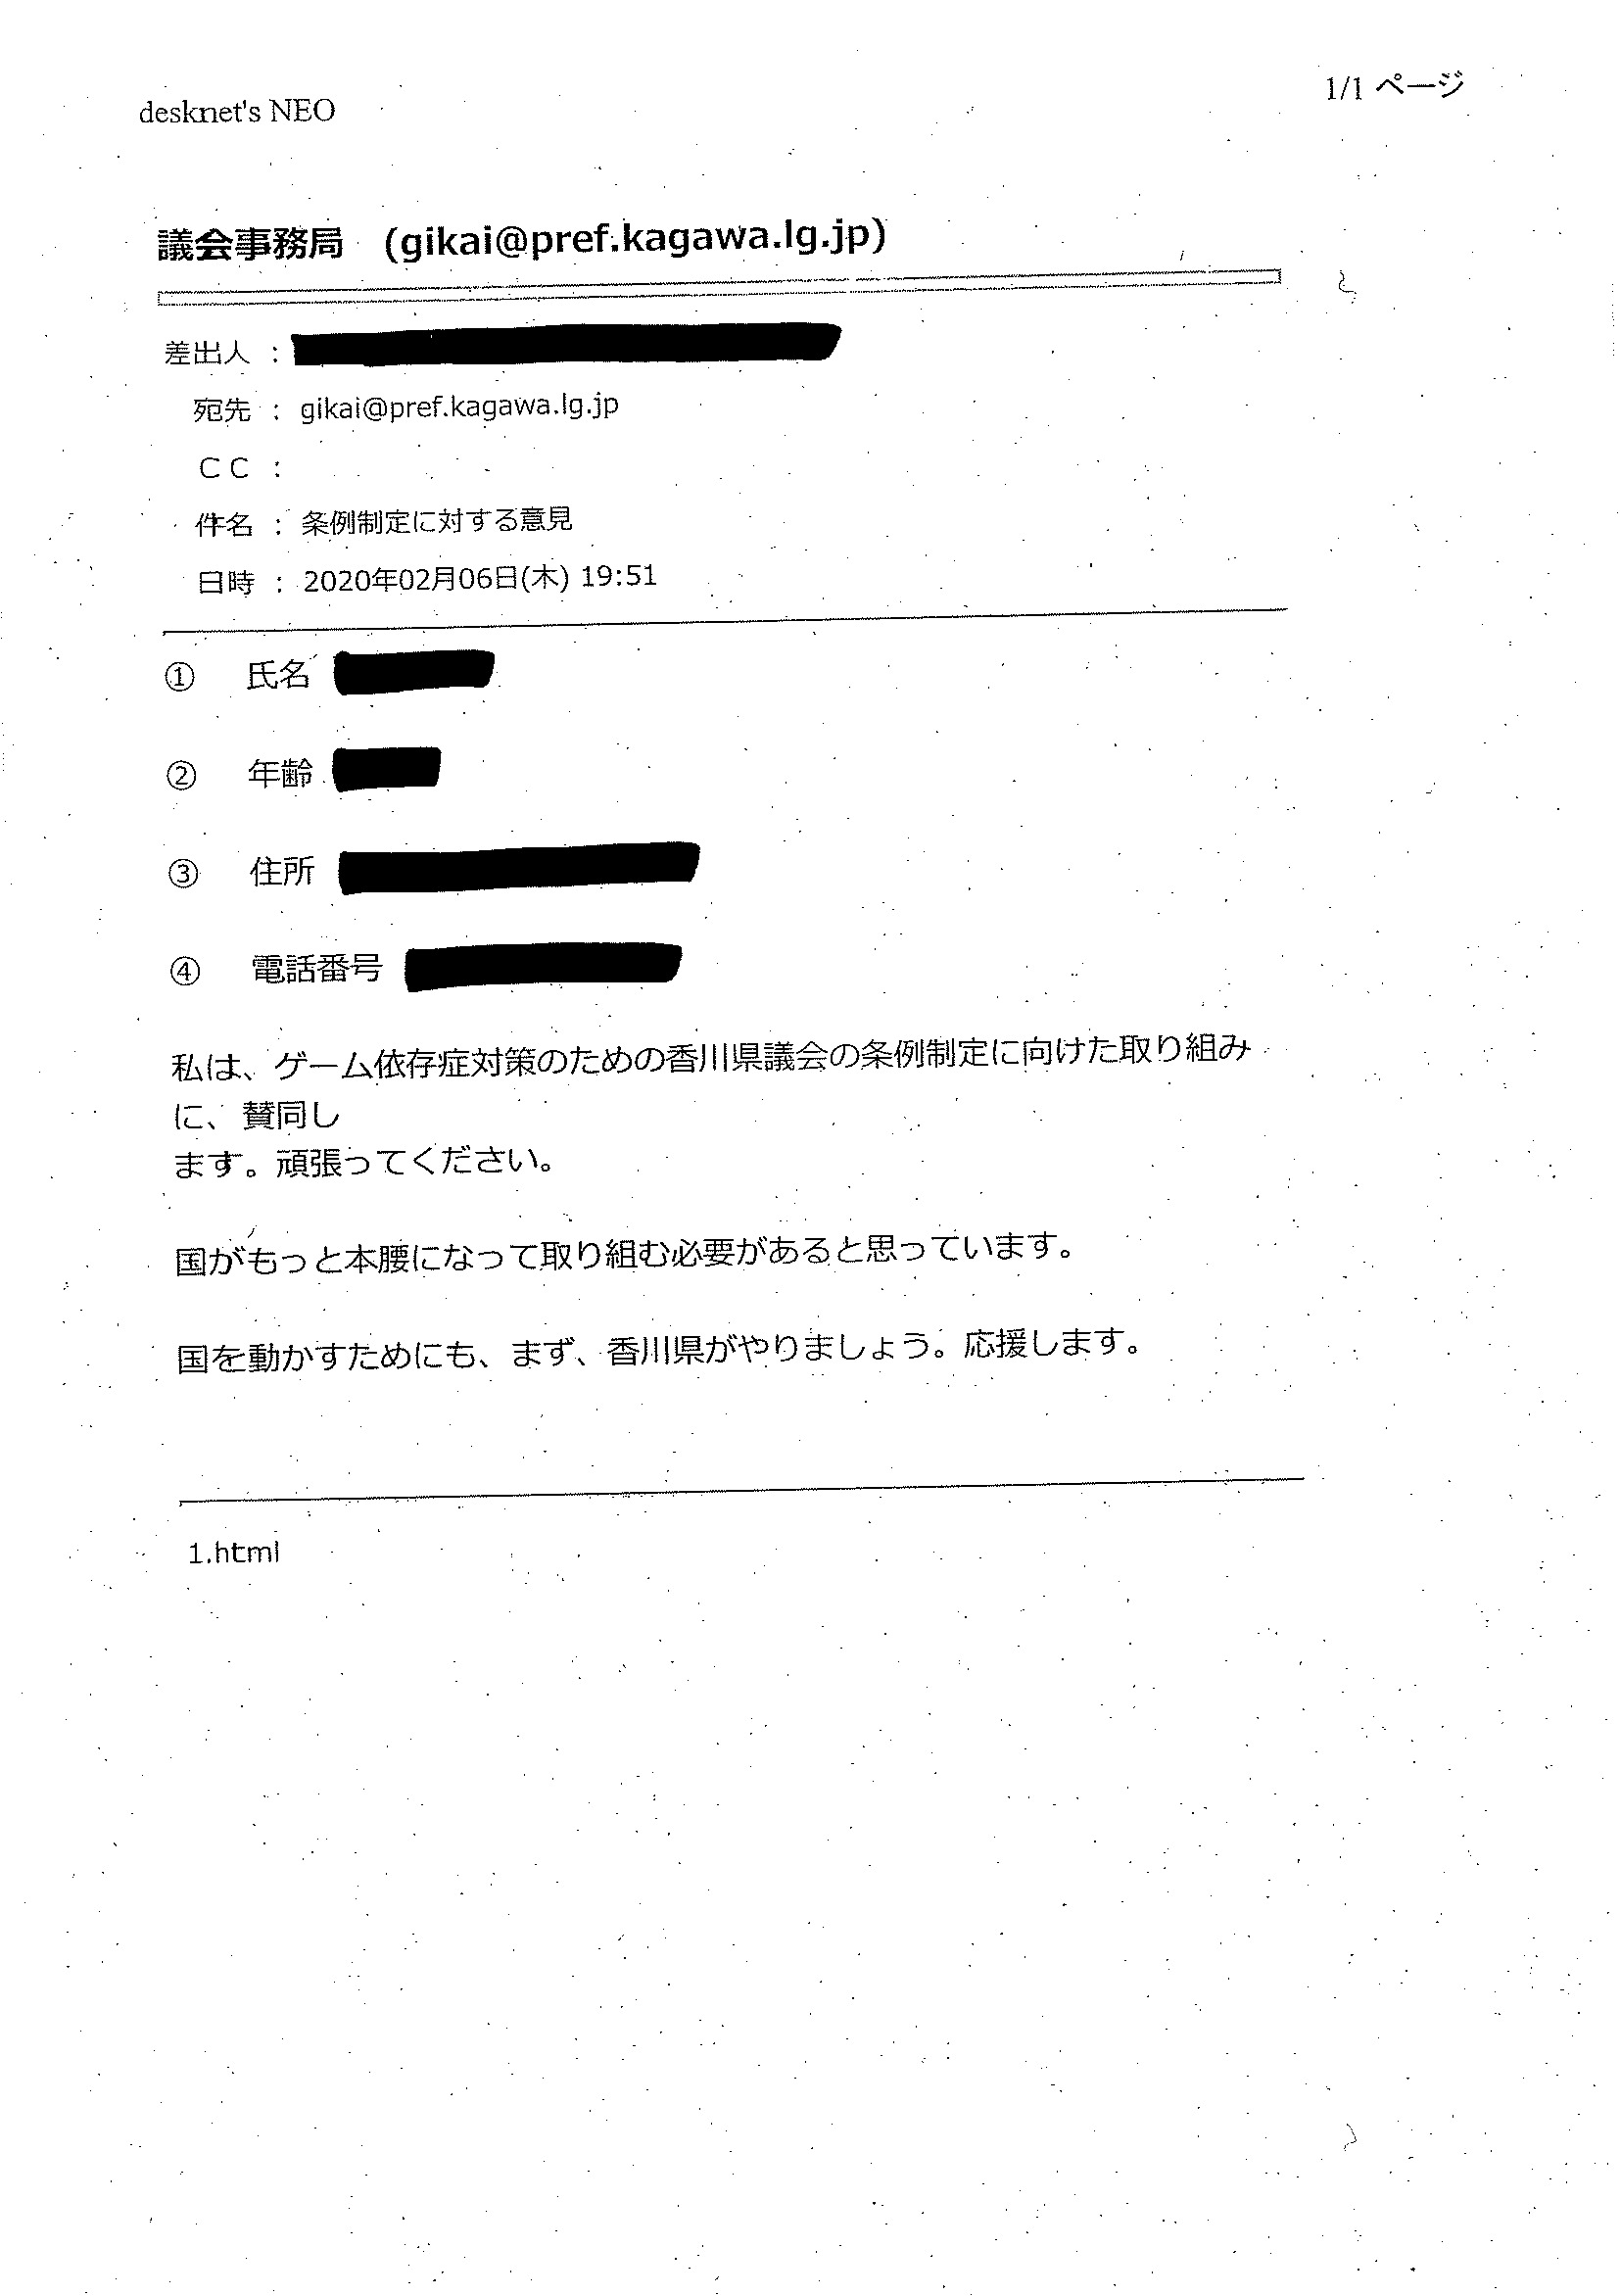 desknet's NEO
1/1 ページ
議会事務局 (gikai@pref.kagawa.lg.jp)
差出人 :
宛先 : gikai@pref.kagawa.lg.jp
ＣＣ :
件名 : 条例制定に対する意見
日時 : 2020年02月06日(木) 19:51
① 氏名
② 年齢
③ 住所
④ 電話番号
私は、ゲーム依存症対策のための香川県議会の条例制定に向けた取り組み
に、賛同し
ます。頑張ってください。
国がもっと本腰になって取り組む必要があると思っています。
国を動かすためにも、まず、香川県がやりましょう。応援します。
1.html